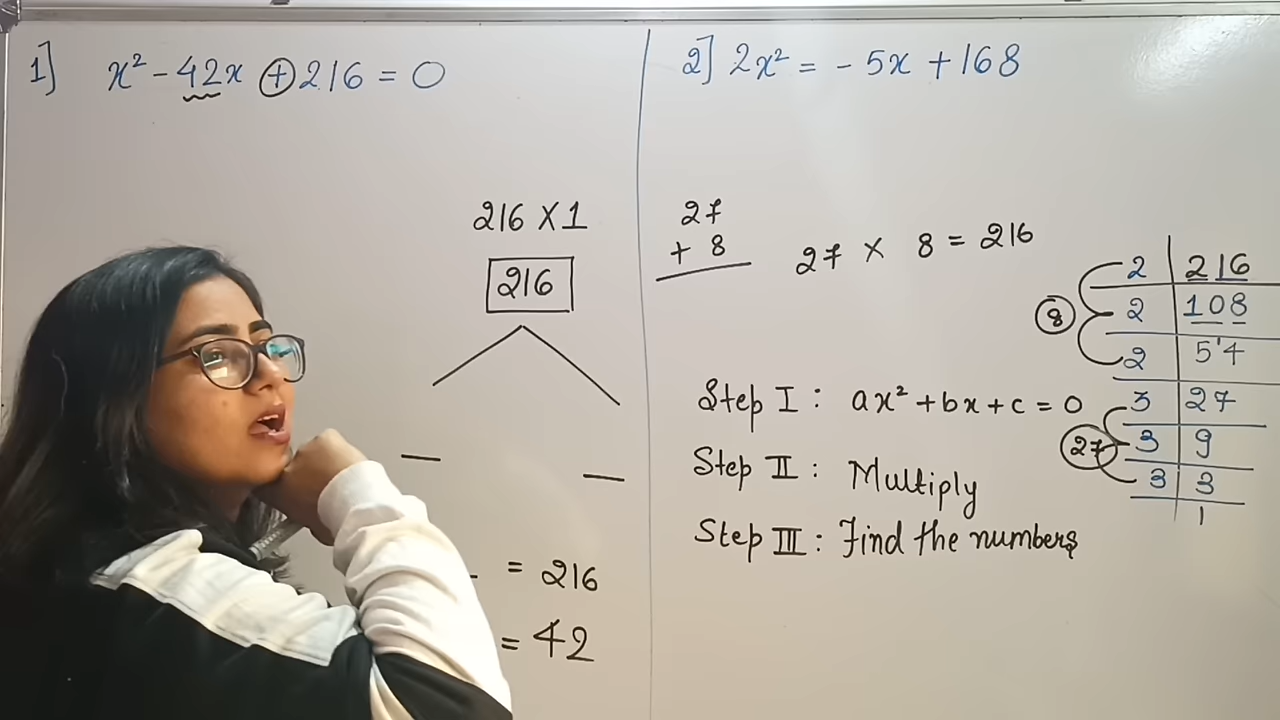 1] x² - 42x + 216 = 0
216 X 1
216
= 216
= 42
2] 2x² = - 5x + 168
27
+ 8
27 × 8 = 216
Step I : ax² + bx + c = 0
Step II : Multiply
Step III : Find the numbers
2 | 216
2 | 108
2 | 54
3 | 27
3 | 9
3 | 3
1
8
27